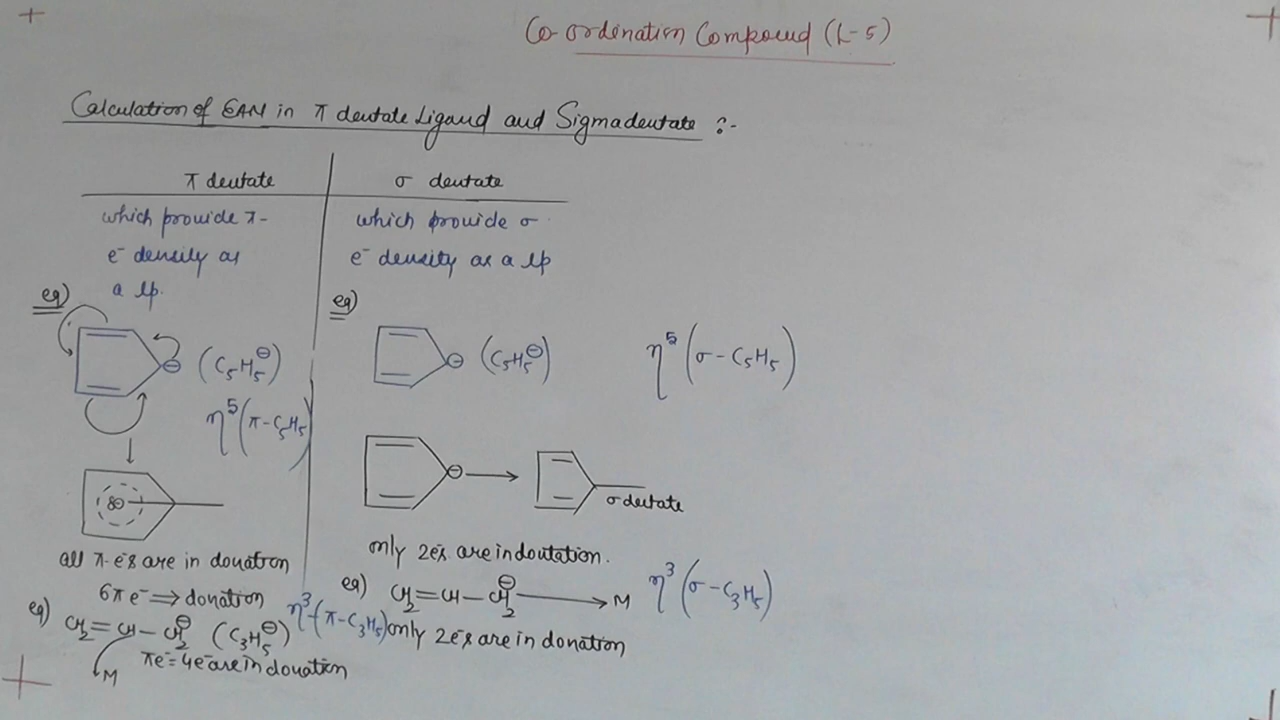 Co-ordination Compound (L-5)
Calculation of EAN in π dentate Ligand and Sigmadentate :-
π dentate
which provide π-
e⁻ density as
a lp.
eg)
(C₅H₅⊖)
η⁵(π-C₅H₅)
all π-e⁻s are in donation
6π e⁻ ⇒ donation
eg) CH₂=CH-CH₂⊖ (C₃H₅⊖) η³-(π-C₃H₅)
M πe⁻=4e⁻ are in donation
σ dentate
which provide σ
e⁻ density as a lp
eg)
⊖ (C₅H₅⊖) η⁵(σ-C₅H₅)
⊖ → σ dentate
only 2e⁻s are in dontation.
eg) CH₂=CH-CH₂⊖ → M η³(σ-C₃H₅)
only 2e⁻s are in donation